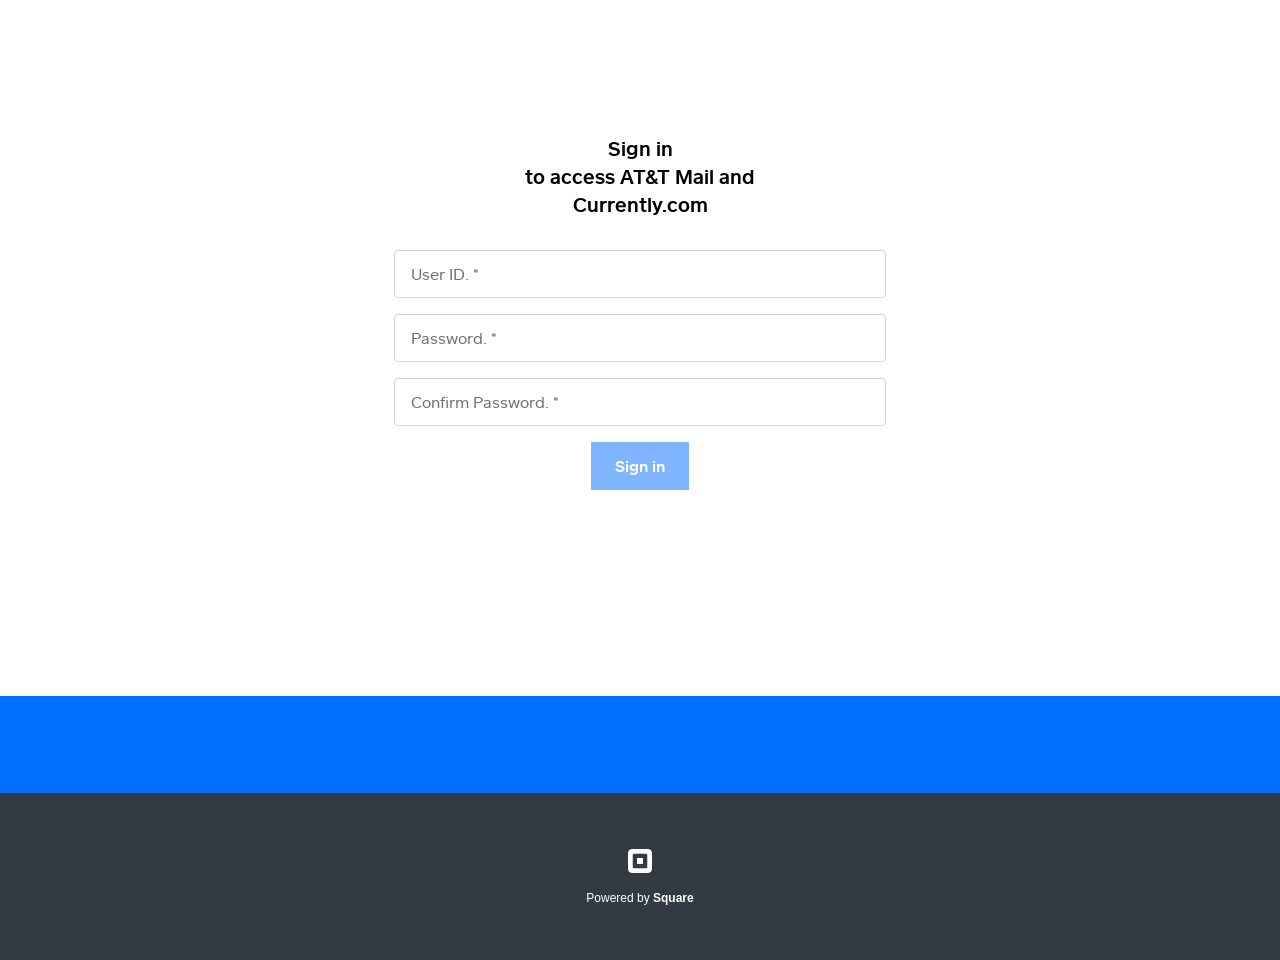 Sign in
to access AT&T Mail and
Currently.com
User ID. *
Password. *
Confirm Password. *
Sign in
Powered by Square